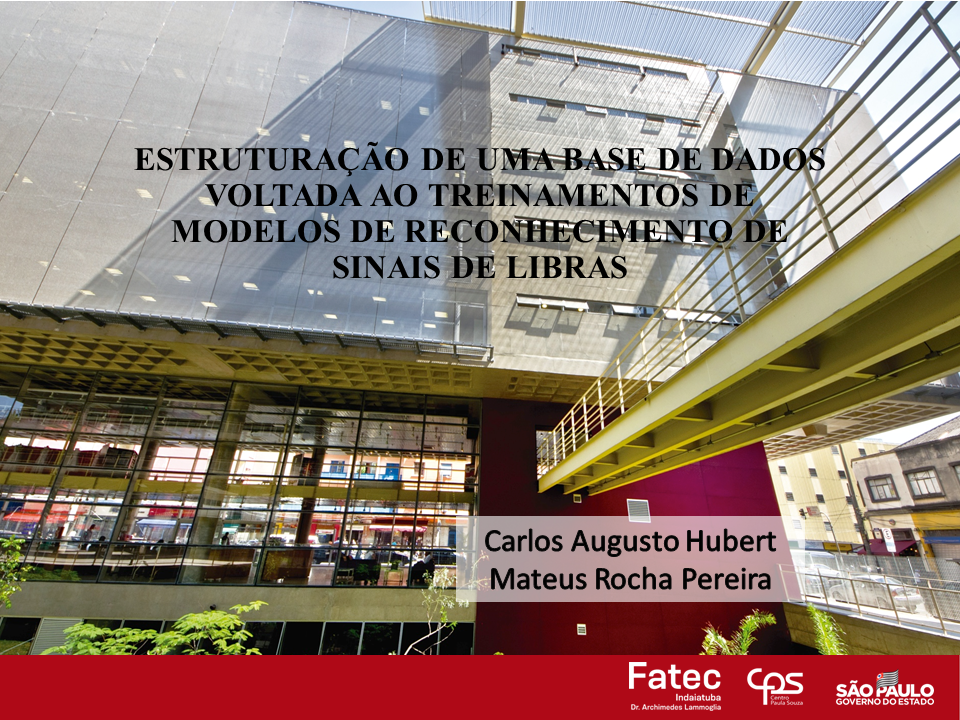 ESTRUTURAÇÃO DE UMA BASE DE DADOS
VOLTADA AO TREINAMENTOS DE
MODELOS DE RECONHECIMENTO DE
SINAIS DE LIBRAS
Carlos Augusto Hubert
Mateus Rocha Pereira
Fatec
Indaiatuba
Dr. Archimedes Lammoglia
CPS
Centro
Paula Souza
SÃO PAULO
GOVERNO DO ESTADO